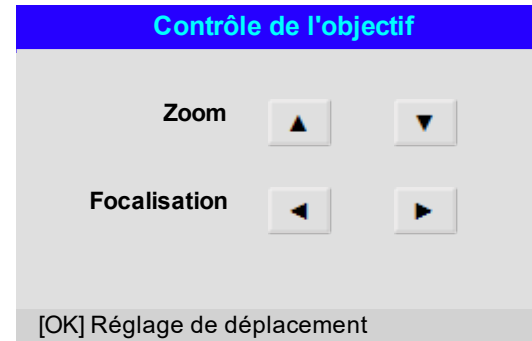 Contrôle de l'objectif
Zoom
Focalisation
[OK] Réglage de déplacement